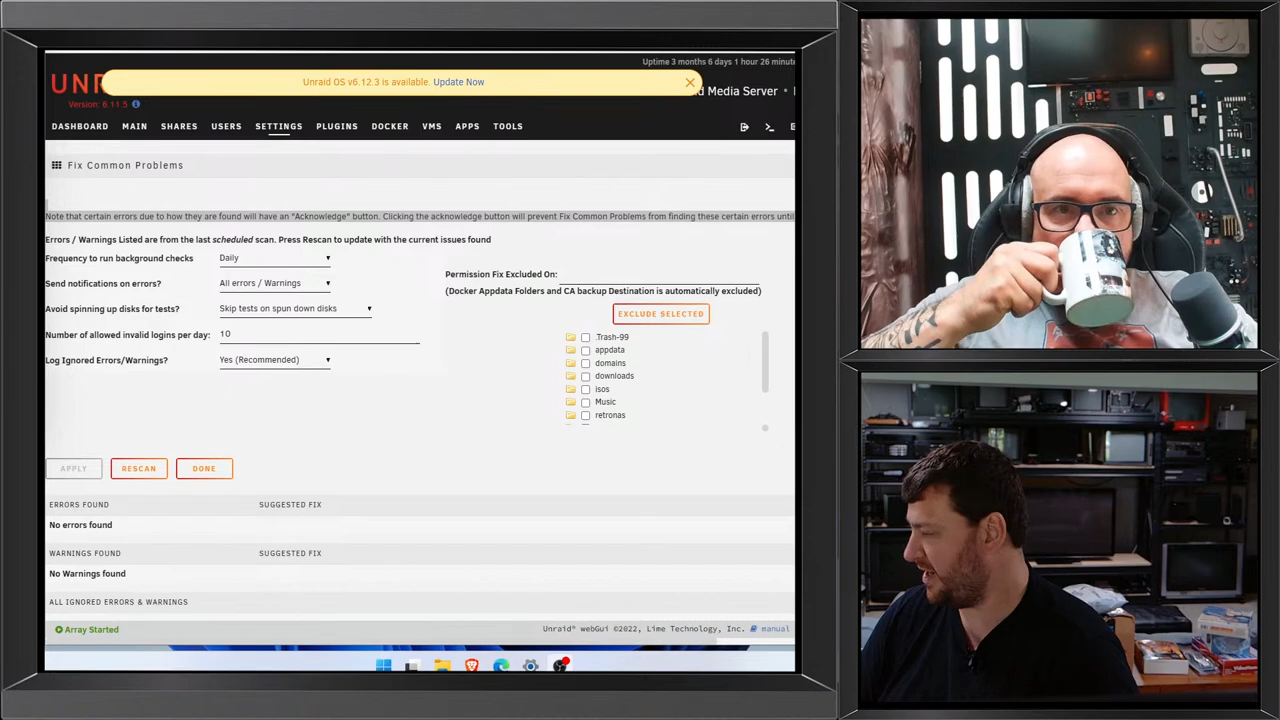 Uptime 3 months 6 days 1 hour 26 minute
Unraid OS v6.12.3 is available. Update Now
UNR
d Media Server •
Version: 6.11.5
DASHBOARD MAIN SHARES USERS SETTINGS PLUGINS DOCKER VMS APPS TOOLS
Fix Common Problems
Note that certain errors due to how they are found will have an "Acknowledge" button. Clicking the acknowledge button will prevent Fix Common Problems from finding these certain errors until
Errors / Warnings Listed are from the last scheduled scan. Press Rescan to update with the current issues found
Frequency to run background checks Daily
Send notifications on errors? All errors / Warnings
Avoid spinning up disks for tests? Skip tests on spun down disks
Number of allowed invalid logins per day: 10
Log Ignored Errors/Warnings? Yes (Recommended)
Permission Fix Excluded On:
(Docker Appdata Folders and CA backup Destination is automatically excluded)
EXCLUDE SELECTED
.Trash-99
appdata
domains
downloads
isos
Music
retronas
APPLY RESCAN DONE
ERRORS FOUND SUGGESTED FIX
No errors found
WARNINGS FOUND SUGGESTED FIX
No Warnings found
ALL IGNORED ERRORS & WARNINGS
Array Started
Unraid® webGui ©2022, Lime Technology, Inc. manual